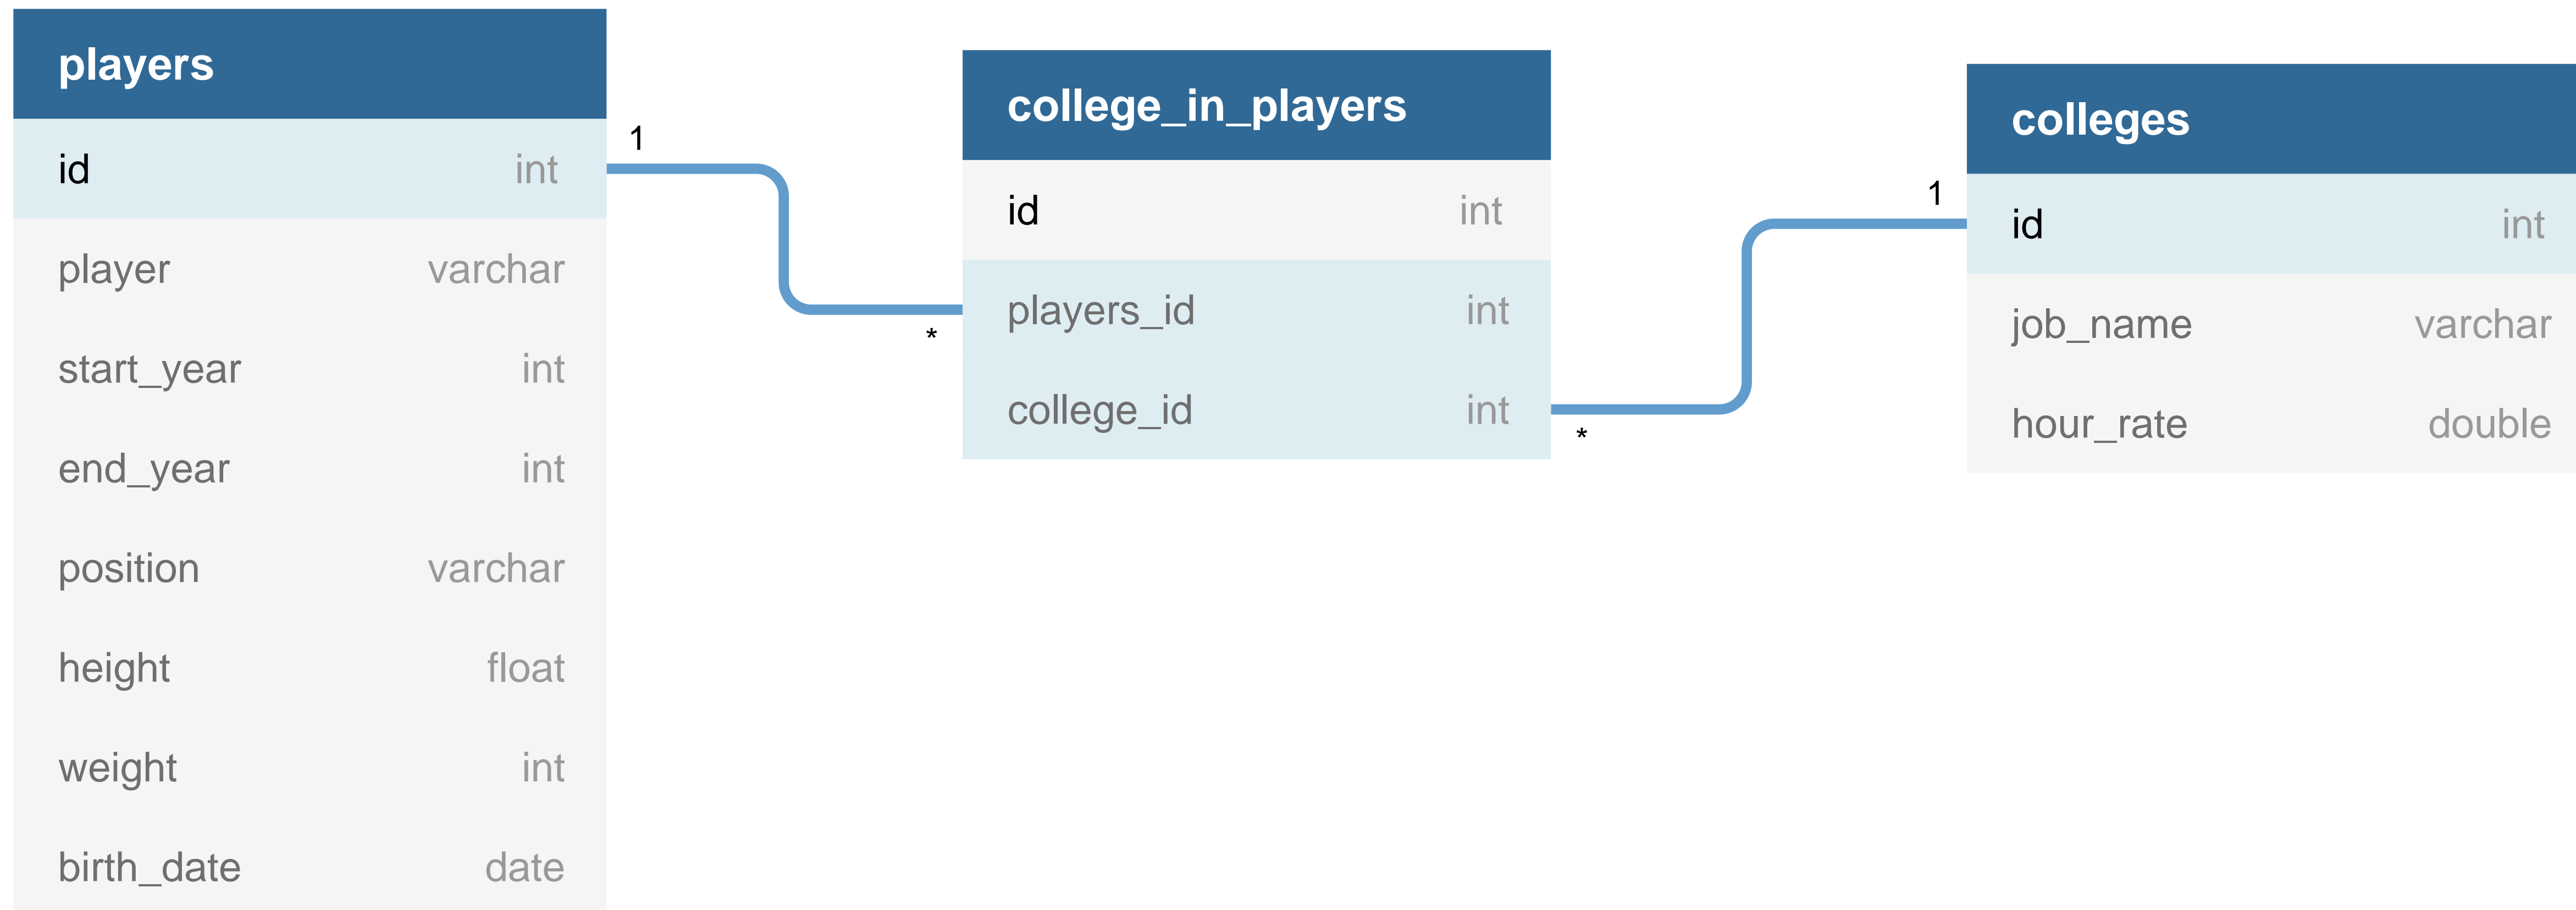 players
id int
player varchar
start_year int
end_year int
position varchar
height float
weight int
birth_date date
1
*
college_in_players
id int
players_id int
college_id int
*
1
colleges
id int
job_name varchar
hour_rate double